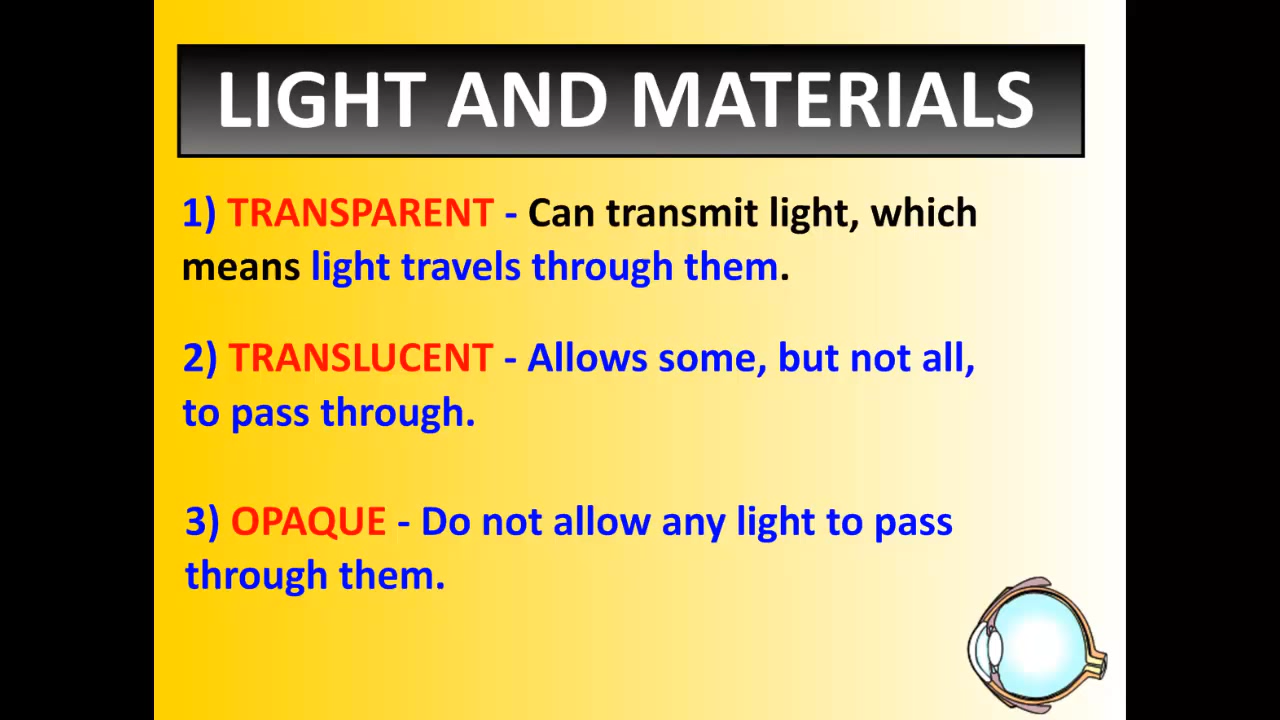 LIGHT AND MATERIALS
1) TRANSPARENT - Can transmit light, which
means light travels through them.
2) TRANSLUCENT - Allows some, but not all,
to pass through.
3) OPAQUE - Do not allow any light to pass
through them.